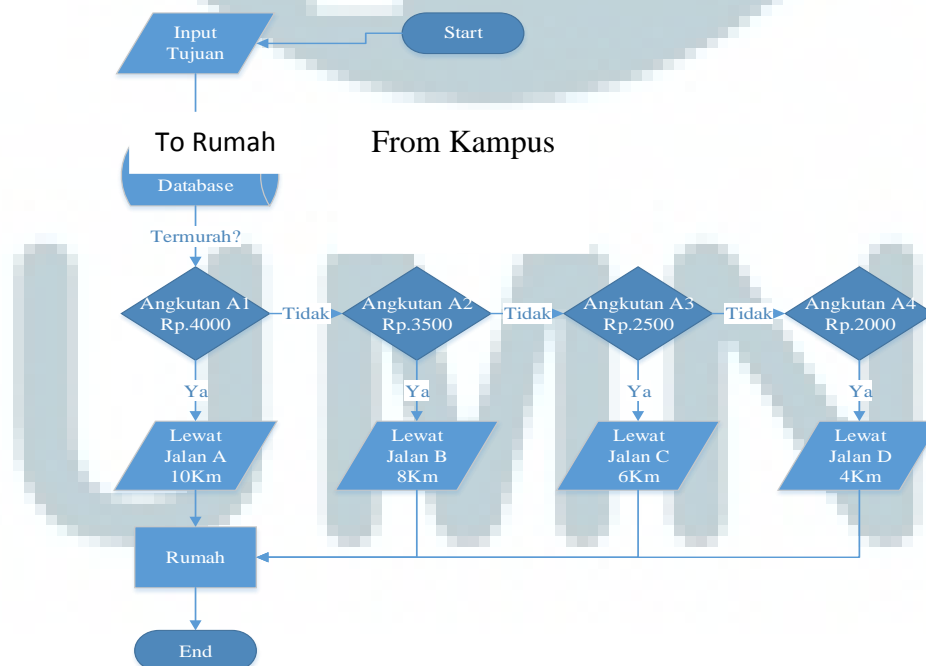 Start
Input
Tujuan
To Rumah
From Kampus
Database
Termurah?
Angkutan A1
Rp.4000
Tidak
Angkutan A2
Rp.3500
Tidak
Angkutan A3
Rp.2500
Tidak
Angkutan A4
Rp.2000
Ya
Ya
Ya
Ya
Lewat
Jalan A
10Km
Lewat
Jalan B
8Km
Lewat
Jalan C
6Km
Lewat
Jalan D
4Km
Rumah
End
UMN